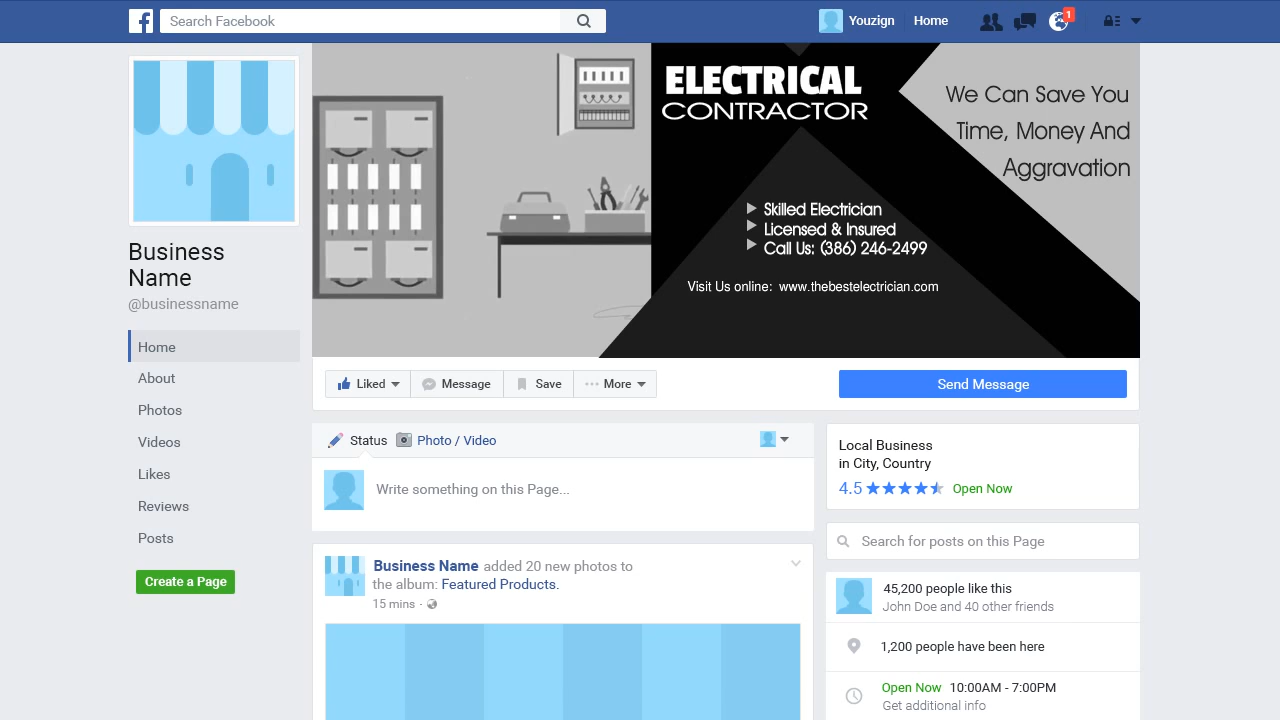 Search Facebook
Youzign
Home
1
ELECTRICAL
CONTRACTOR
We Can Save You
Time, Money And
Aggravation
Skilled Electrician
Licensed & Insured
Call Us: (386) 246-2499
Visit Us online: www.thebestelectrician.com
Business
Name
@businessname
Home
About
Photos
Videos
Likes
Reviews
Posts
Create a Page
Liked
Message
Save
More
Send Message
Status
Photo / Video
Write something on this Page...
Business Name added 20 new photos to
the album: Featured Products.
15 mins ·
Local Business
in City, Country
4.5
Open Now
Search for posts on this Page
45,200 people like this
John Doe and 40 other friends
1,200 people have been here
Open Now 10:00AM - 7:00PM
Get additional info